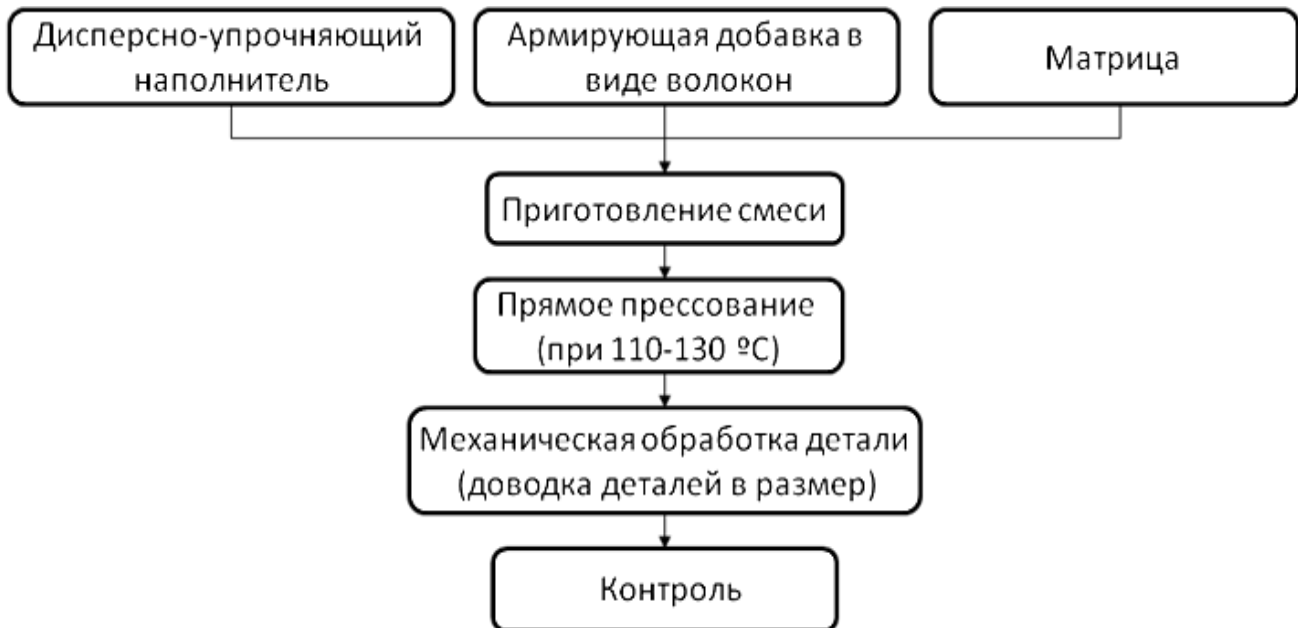 Дисперсно-упрочняющий
наполнитель
Армирующая добавка в
виде волокон
Матрица
Приготовление смеси
Прямое прессование
(при 110-130 ºС)
Механическая обработка детали
(доводка деталей в размер)
Контроль